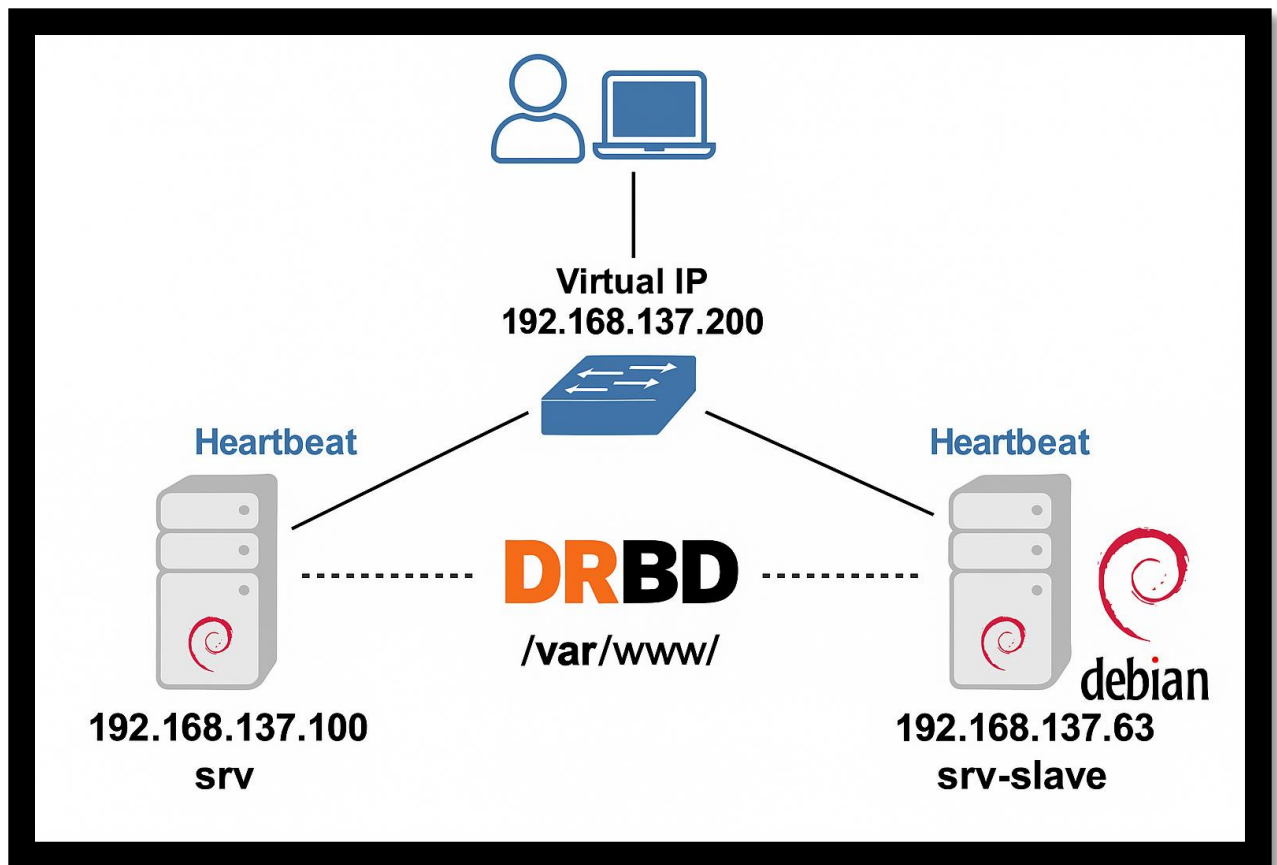 Virtual IP
192.168.137.200
Heartbeat
Heartbeat
DRBD
/var/www/
debian
192.168.137.100
srv
192.168.137.63
srv-slave